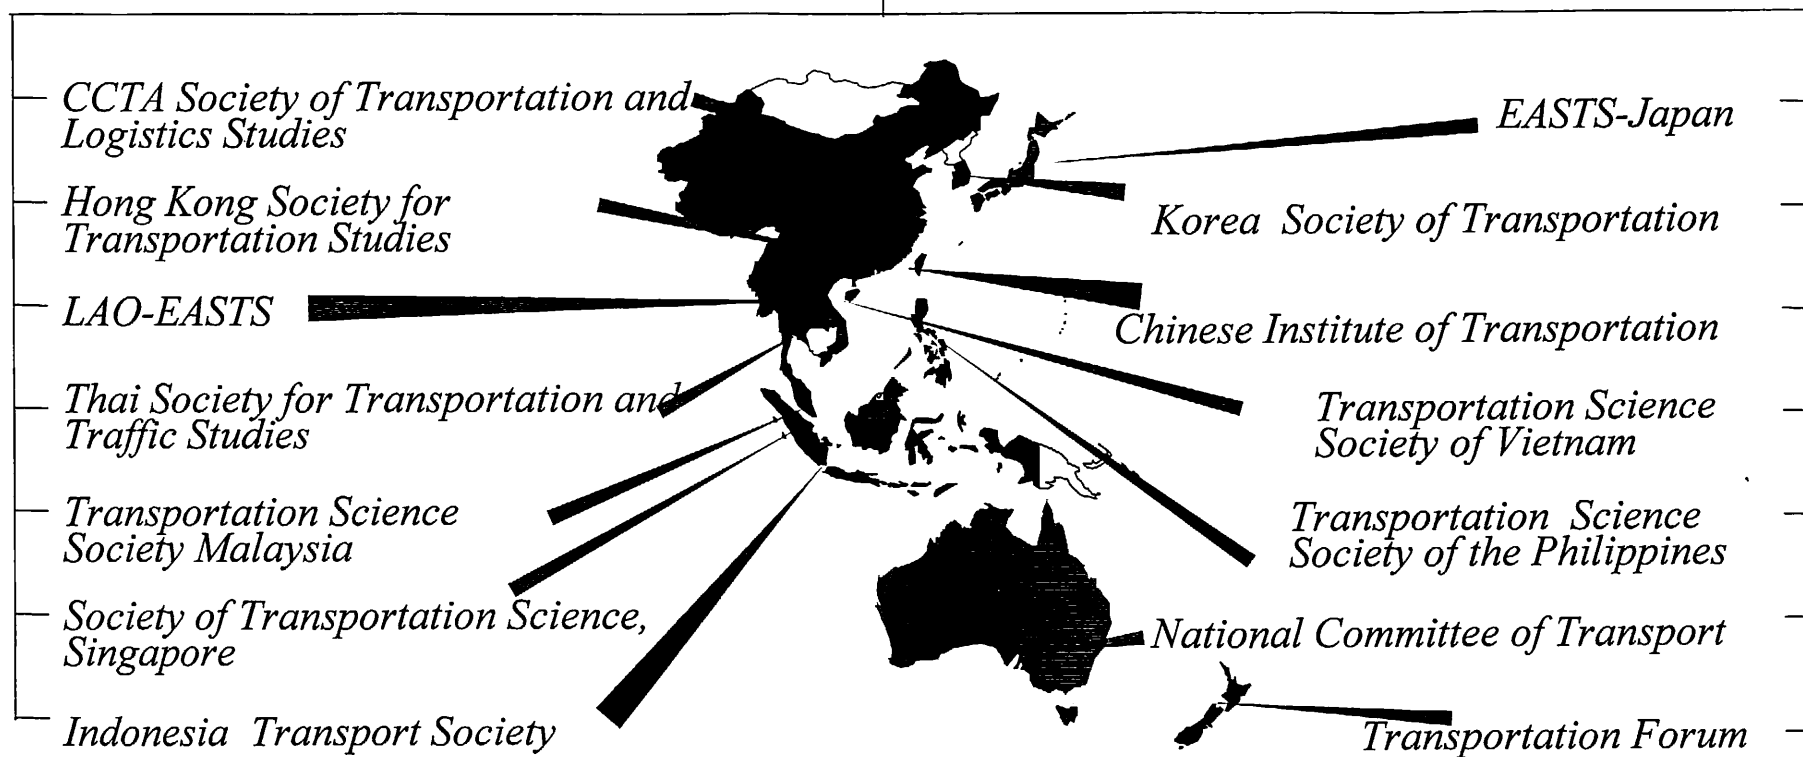 CCTA Society of Transportation and
Logistics Studies
Hong Kong Society for
Transportation Studies
LAO-EASTS
Thai Society for Transportation and
Traffic Studies
Transportation Science
Society Malaysia
Society of Transportation Science,
Singapore
Indonesia Transport Society
EASTS-Japan
Korea Society of Transportation
Chinese Institute of Transportation
Transportation Science
Society of Vietnam
Transportation Science
Society of the Philippines
National Committee of Transport
Transportation Forum